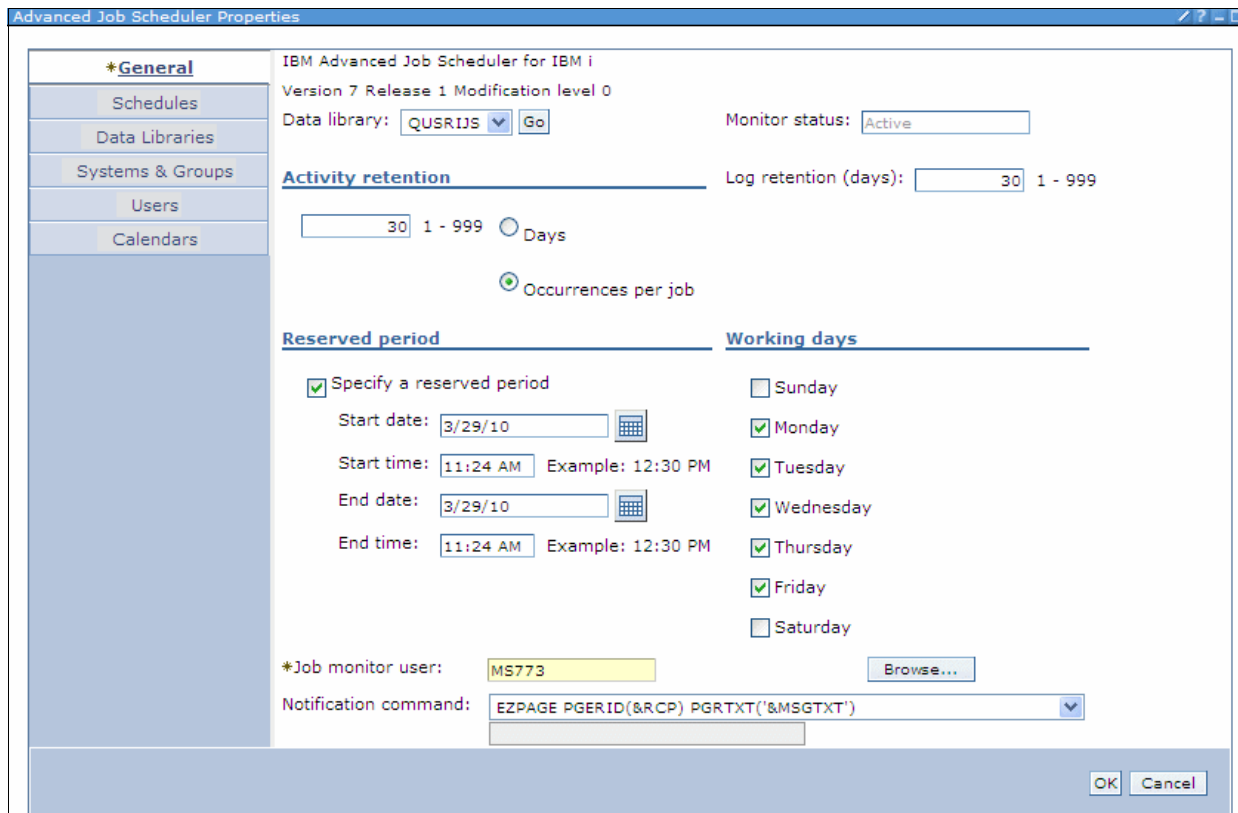 Advanced Job Scheduler Properties
*General
Schedules
Data Libraries
Systems & Groups
Users
Calendars
IBM Advanced Job Scheduler for IBM i
Version 7 Release 1 Modification level 0
Data library: QUSRIJS Go
Monitor status: Active
Activity retention
Log retention (days): 30 1 - 999
30 1 - 999 Days
Occurrences per job
Reserved period
Specify a reserved period
Start date: 3/29/10
Start time: 11:24 AM Example: 12:30 PM
End date: 3/29/10
End time: 11:24 AM Example: 12:30 PM
Working days
Sunday
Monday
Tuesday
Wednesday
Thursday
Friday
Saturday
*Job monitor user: MS773 Browse...
Notification command: EZPAGE PGERID(&RCP) PGRTXT('&MSGTXT')
OK Cancel